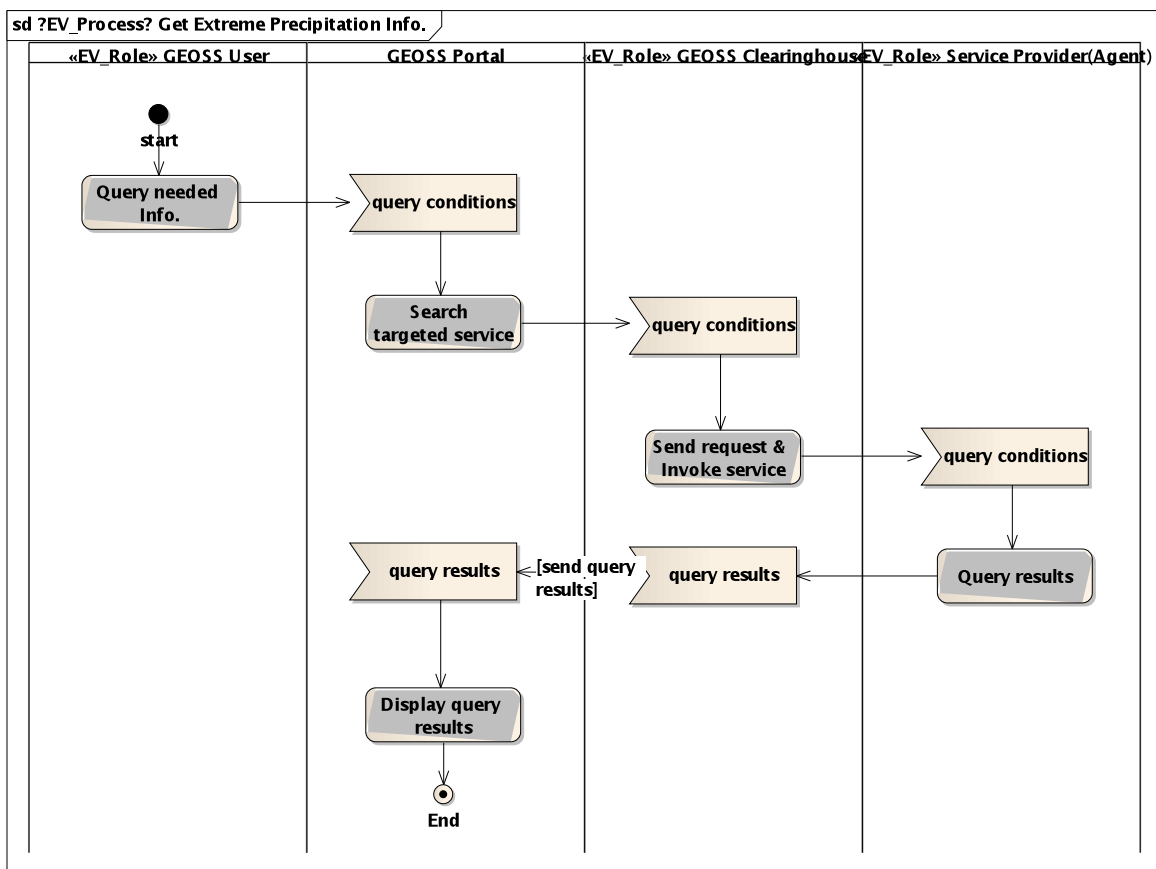 sd ?EV_Process? Get Extreme Precipitation Info.
«EV_Role» GEOSS User
GEOSS Portal
«EV_Role» GEOSS Clearinghouse
«EV_Role» Service Provider(Agent)
start
Query needed
Info.
query conditions
Search
targeted service
query conditions
Send request &
Invoke service
query conditions
query results
[send query
results]
query results
Query results
Display query
results
End